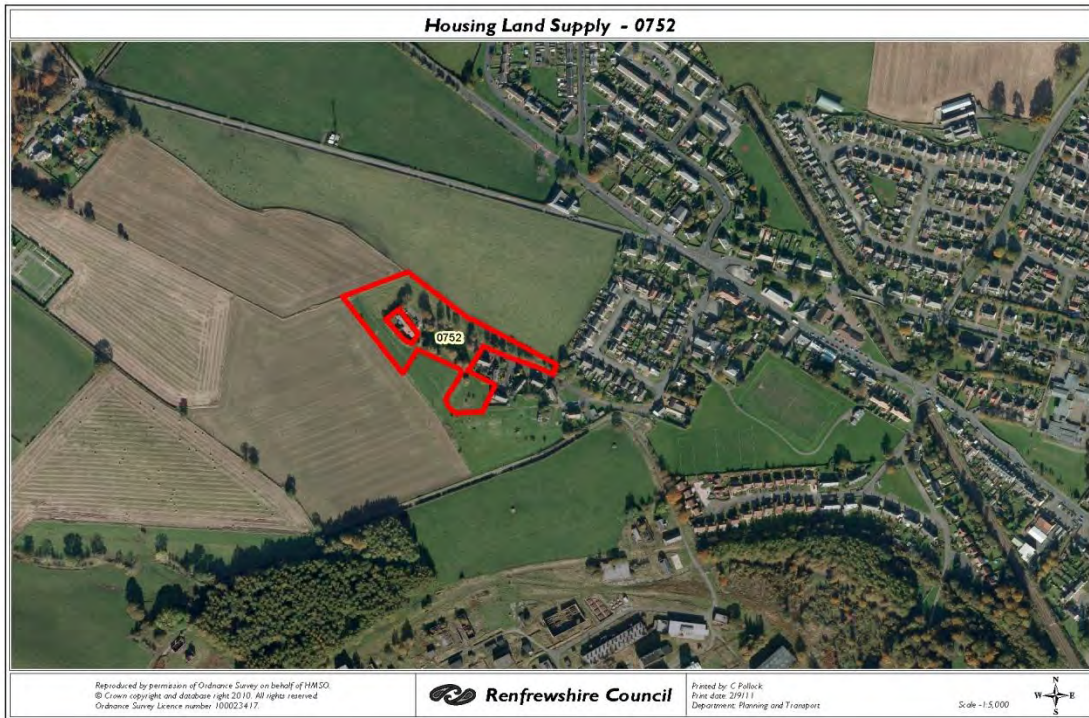 Housing Land Supply - 0752
0752
Reproduced by permission of Ordnance Survey on behalf of HMSO.
© Crown copyright and database right 2010. All rights reserved.
Ordnance Survey Licence number 100023417.
Renfrewshire Council
Printed by: C Pollock
Print date: 2/9/11
Department: Planning and Transport
N
W E
S
Scale -1:5,000